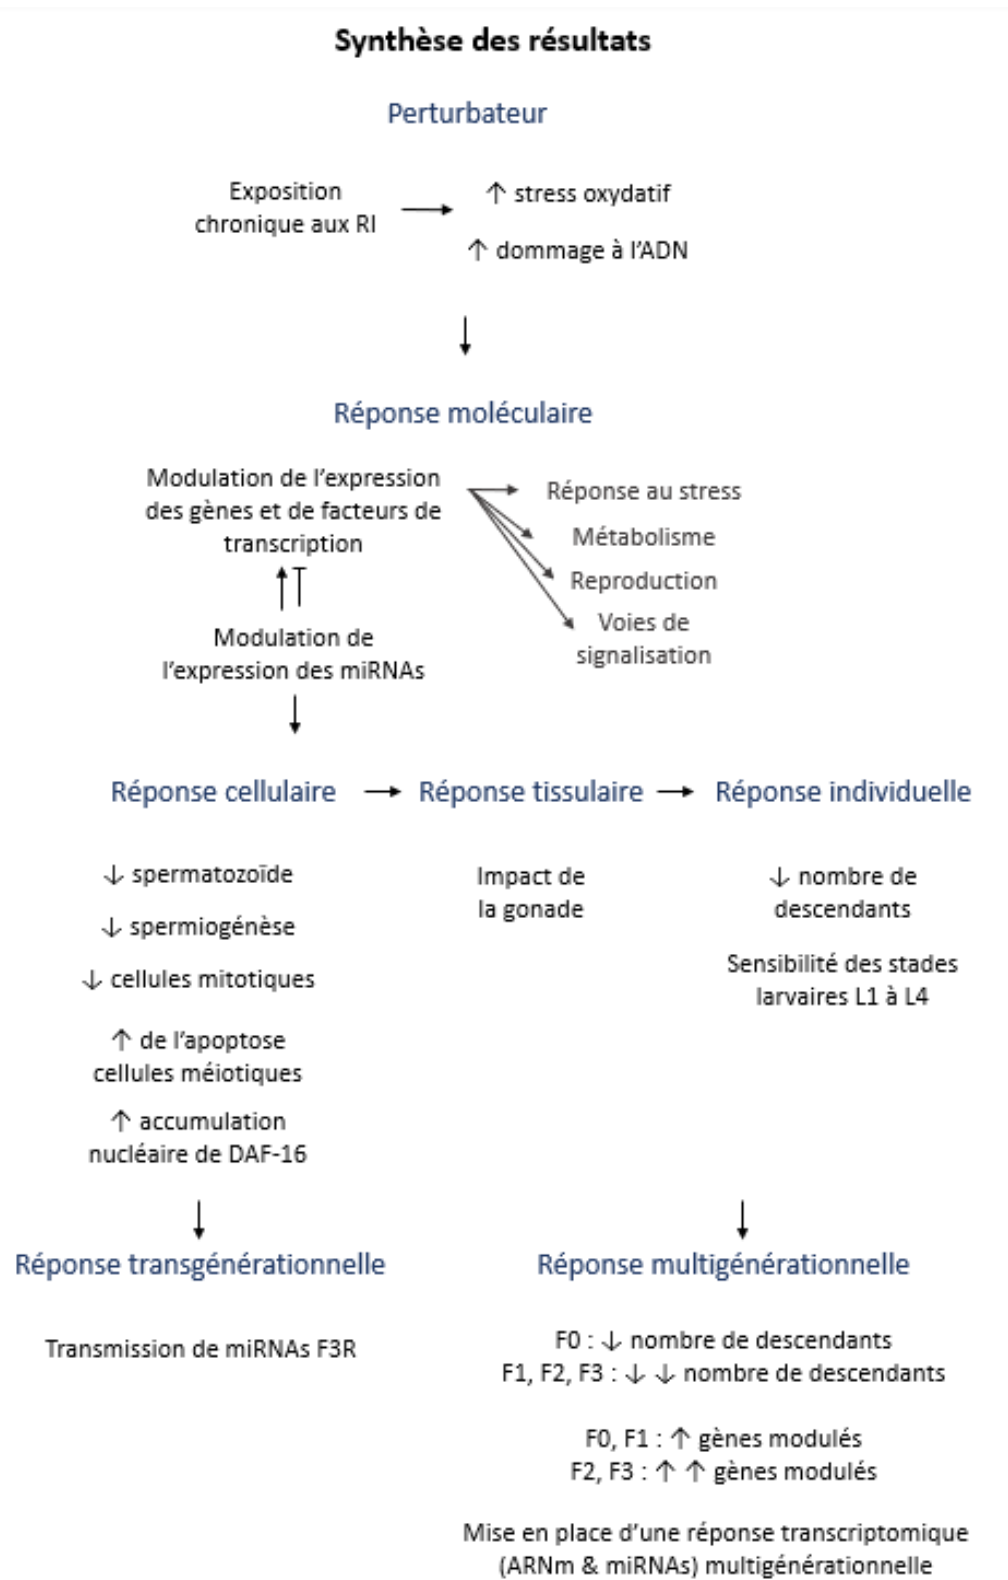 Synthèse des résultats
Perturbateur
Exposition
chronique aux RI
↑ stress oxydatif
↑ dommage à l'ADN
Réponse moléculaire
Modulation de l'expression
des gènes et de facteurs de
transcription
Réponse au stress
Métabolisme
Reproduction
Voies de
signalisation
Modulation de
l'expression des miRNAs
Réponse cellulaire
Réponse tissulaire
Réponse individuelle
↓ spermatozoïde
↓ spermiogénèse
↓ cellules mitotiques
↑ de l'apoptose
cellules méiotiques
↑ accumulation
nucléaire de DAF-16
Impact de
la gonade
↓ nombre de
descendants
Sensibilité des stades
larvaires L1 à L4
Réponse transgénérationnelle
Transmission de miRNAs F3R
Réponse multigénérationnelle
F0 : ↓ nombre de descendants
F1, F2, F3 : ↓ ↓ nombre de descendants
F0, F1 : ↑ gènes modulés
F2, F3 : ↑ ↑ gènes modulés
Mise en place d'une réponse transcriptomique
(ARNm & miRNAs) multigénérationnelle